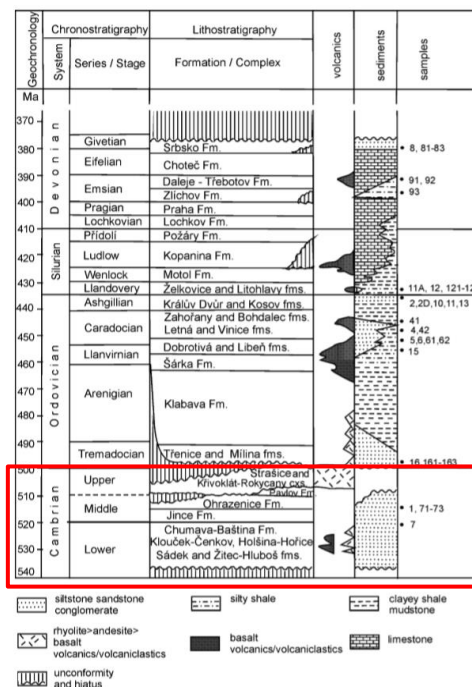 Geochronology
Chronostratigraphy
Lithostratigraphy
System
Series / Stage
Formation / Complex
volcanics
sediments
samples
Ma
370
380
390
400
410
420
430
440
450
460
470
480
490
500
510
520
530
540
Devonian
Silurian
Ordovician
Cambrian
Givetian
Srbsko Fm.
8, 81-83
Eifelian
Choteč Fm.
Emsian
Daleje - Třebotov Fm.
91, 92
Zlíchov Fm.
93
Pragian
Praha Fm.
Lochkovian
Lochkov Fm.
Přídolí
Požáry Fm.
Ludlow
Kopanina Fm.
Wenlock
Motol Fm.
Llandovery
Želkovice and Litohlavy fms.
11A, 12, 121-12
Ashgillian
Králův Dvůr and Kosov fms.
2,2D,10,11,13
Caradocian
Zahořany and Bohdalec fms.
41
Letná and Vinice fms.
4,42
5,6,61,62
Llanvirnian
Dobrotivá and Libeň fms.
15
Šárka Fm.
Arenigian
Klabava Fm.
Tremadocian
Třenice and Mílina fms.
16,161-163
Upper
Strašice and
Křivoklát-Rokycany cxs.
Pavlov Fm.
Middle
Ohrazenice Fm.
1, 71-73
Jince Fm.
7
Lower
Chumava-Baština Fm.
Klouček-Čenkov, Holšina-Hořice
Sádek and Žitec-Hluboš fms.
siltstone sandstone
conglomerate
silty shale
clayey shale
mudstone
rhyolite>andesite>
basalt
volcanics/volcaniclastics
basalt
volcanics/volcaniclastics
limestone
unconformity
and hiatus